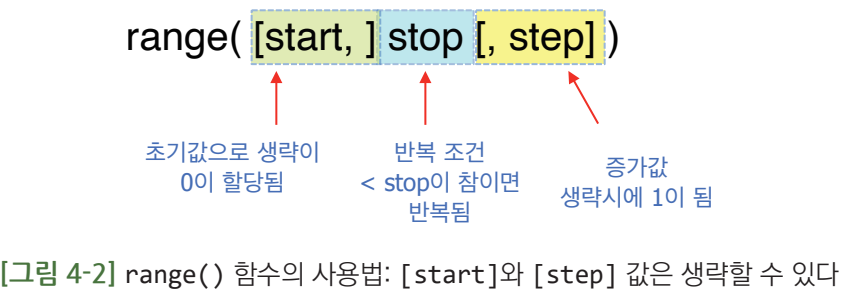 range( [start, ] stop [, step] )
초기값으로 생략이
0이 할당됨
반복 조건
< stop이 참이면
반복됨
증가값
생략시에 1이 됨
[그림 4-2] range() 함수의 사용법: [start]와 [step] 값은 생략할 수 있다